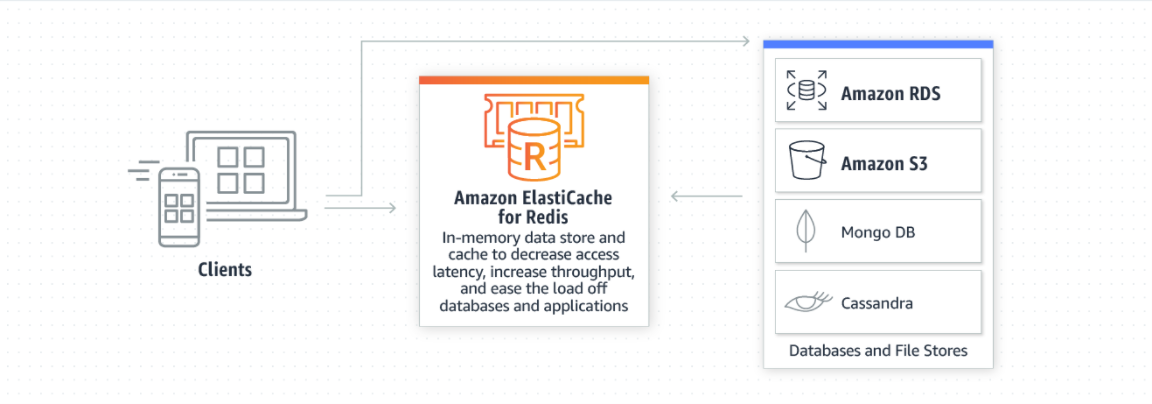 Clients
R
Amazon ElastiCache
for Redis
In-memory data store and
cache to decrease access
latency, increase throughput,
and ease the load off
databases and applications
Amazon RDS
Amazon S3
Mongo DB
Cassandra
Databases and File Stores